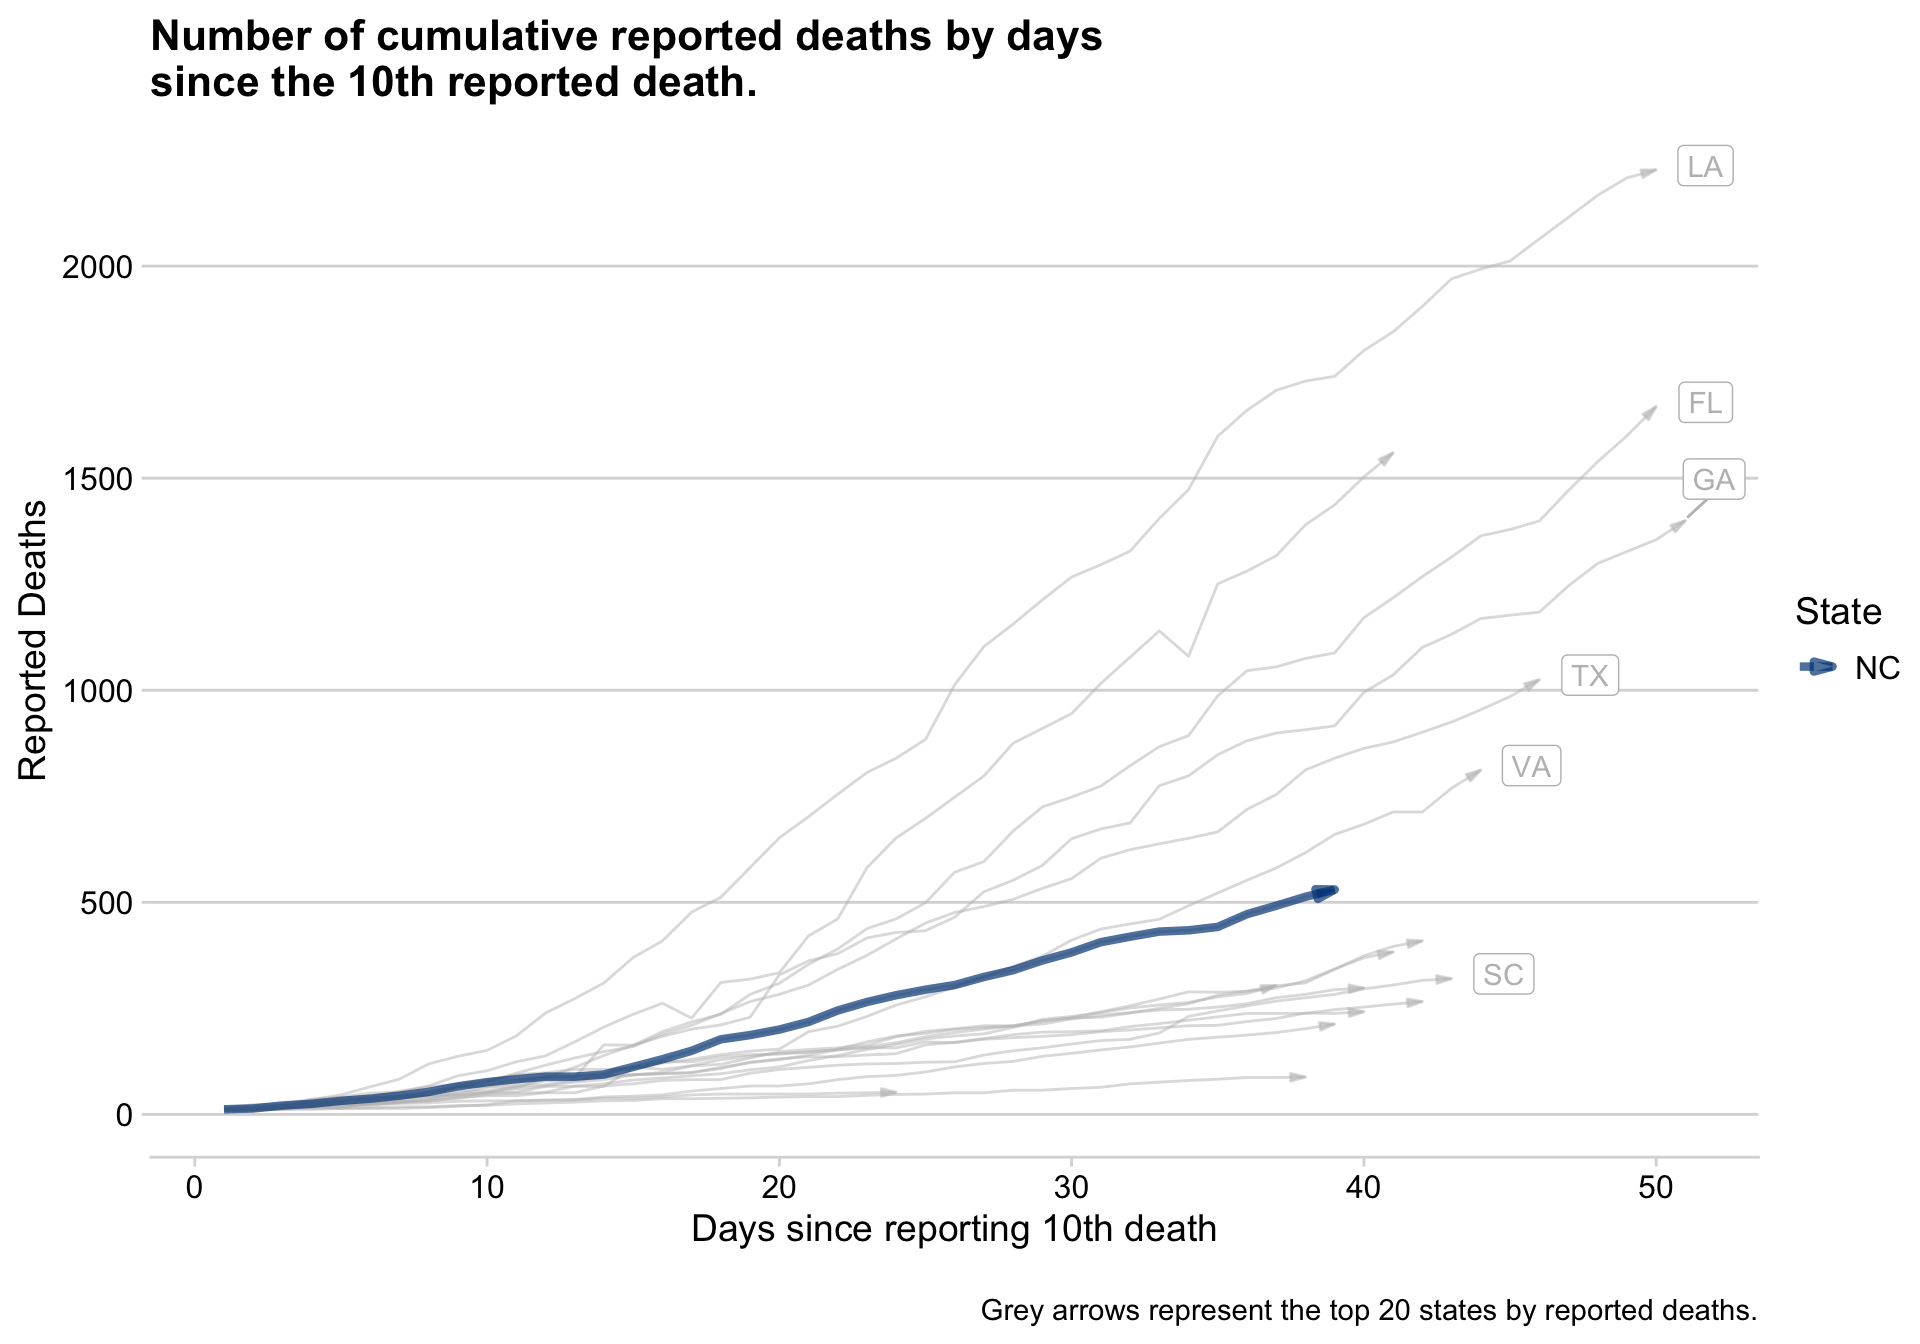 Number of cumulative reported deaths by days
since the 10th reported death.
LA
2000
FL
1500
GA
Reported Deaths
State
NC
1000
TX
VA
500
SC
0
0 10 20 30 40 50
Days since reporting 10th death
Grey arrows represent the top 20 states by reported deaths.